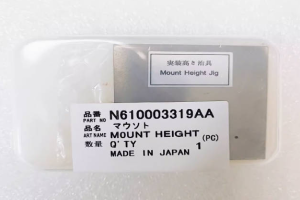 実装高さ治具
Mount Height Jig
品番 N610003319AA
PART NO
品名 マウント
ART NAME MOUNT HEIGHT (PC)
数量 Q'TY 1
MADE IN JAPAN